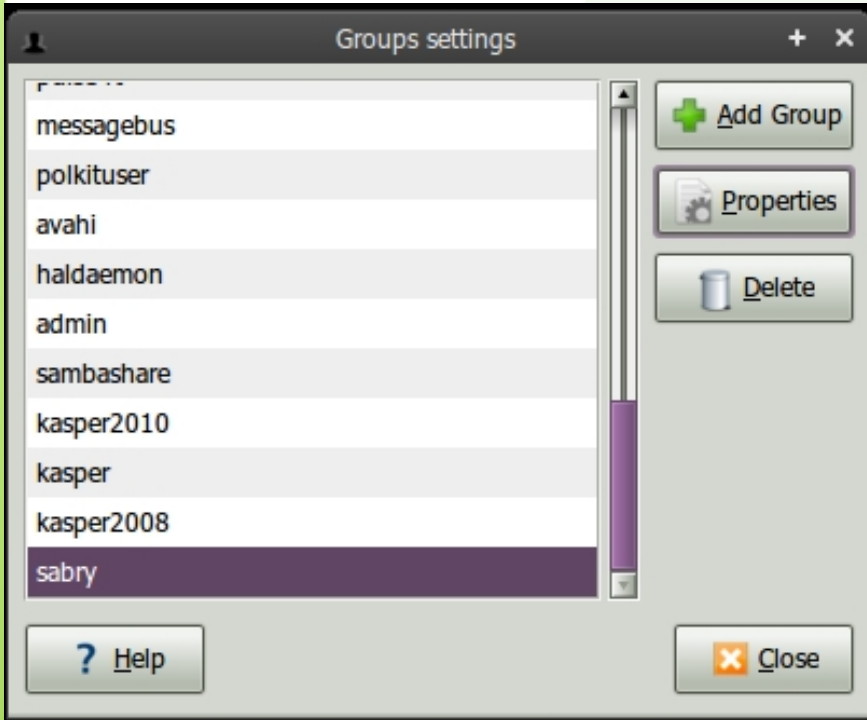 Groups settings
messagebus
polkituser
avahi
haldaemon
admin
sambashare
kasper2010
kasper
kasper2008
sabry
Add Group
Properties
Delete
? Help
Close